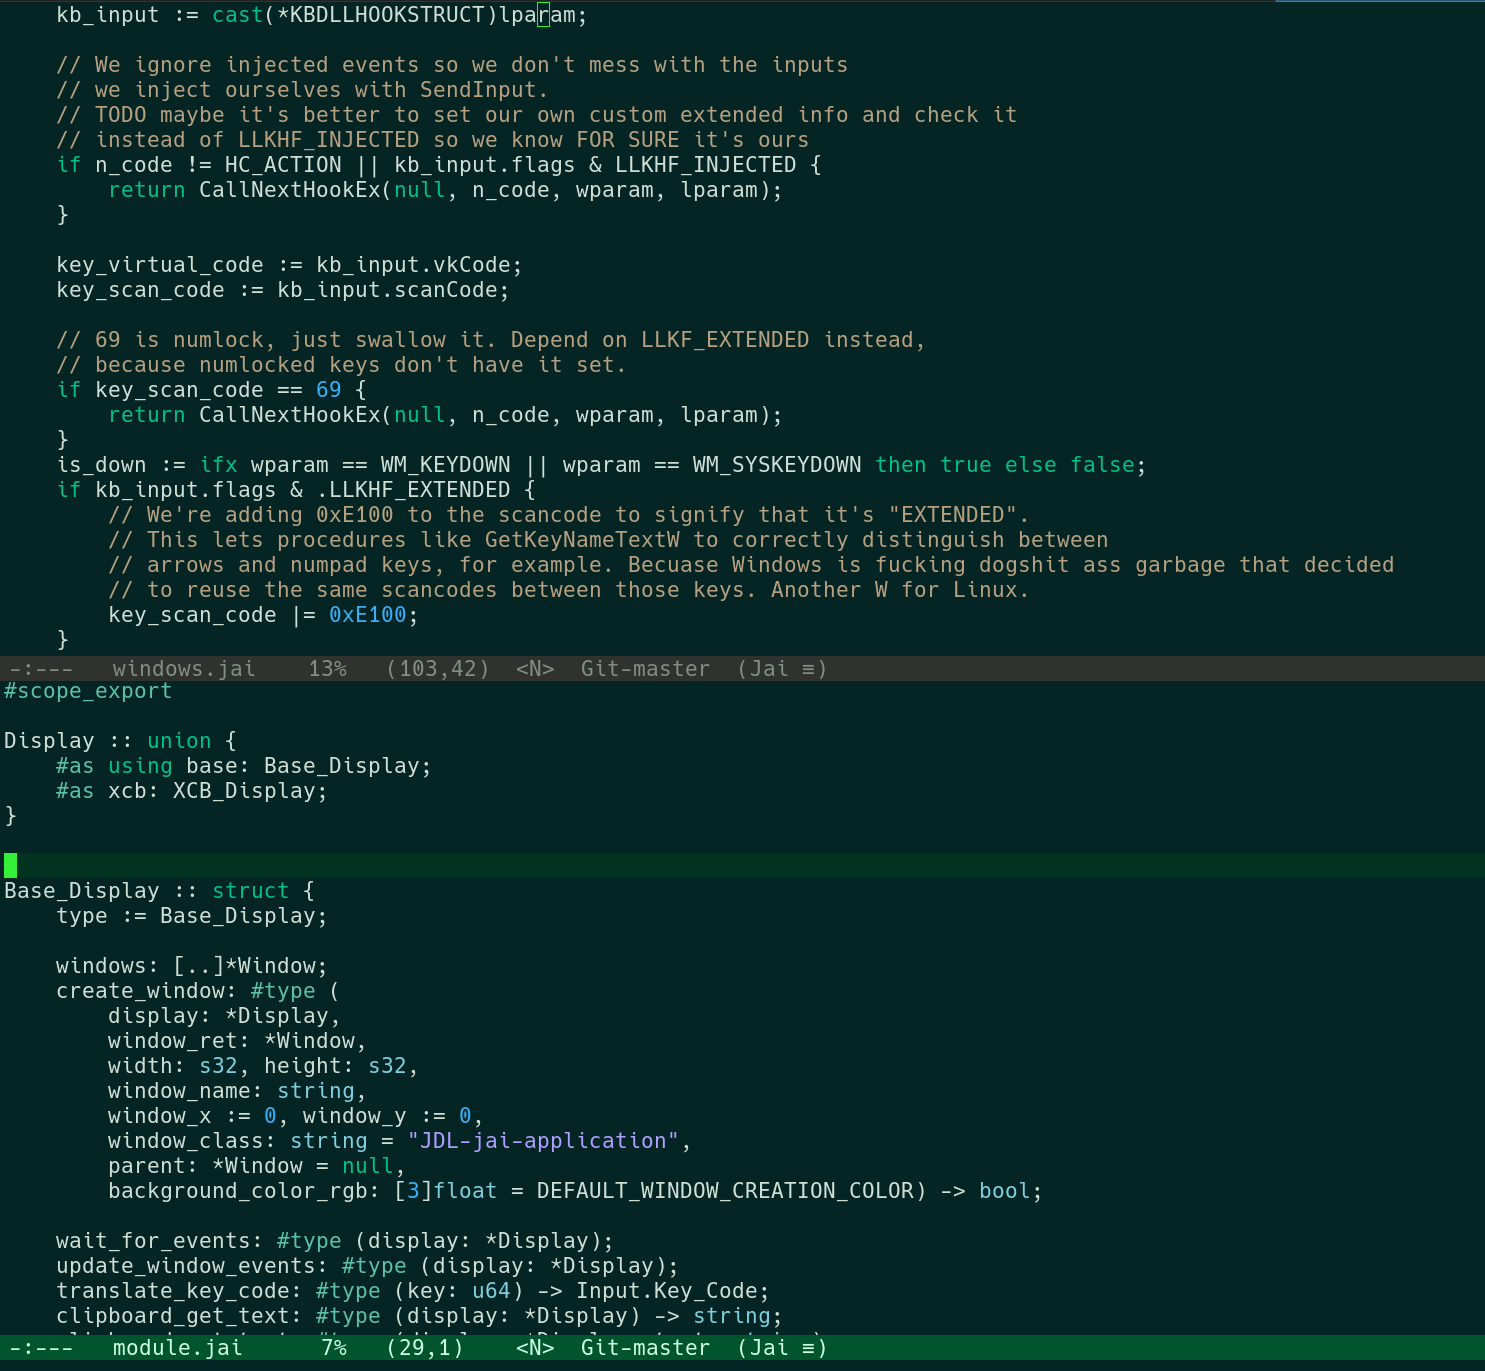 kb_input := cast(*KBDLLHOOKSTRUCT)lparam;
// We ignore injected events so we don't mess with the inputs
// we inject ourselves with SendInput.
// TODO maybe it's better to set our own custom extended info and check it
// instead of LLKHF_INJECTED so we know FOR SURE it's ours
if n_code != HC_ACTION || kb_input.flags & LLKHF_INJECTED {
return CallNextHookEx(null, n_code, wparam, lparam);
}
key_virtual_code := kb_input.vkCode;
key_scan_code := kb_input.scanCode;
// 69 is numlock, just swallow it. Depend on LLKF_EXTENDED instead,
// because numlocked keys don't have it set.
if key_scan_code == 69 {
return CallNextHookEx(null, n_code, wparam, lparam);
}
is_down := ifx wparam == WM_KEYDOWN || wparam == WM_SYSKEYDOWN then true else false;
if kb_input.flags & .LLKHF_EXTENDED {
// We're adding 0xE100 to the scancode to signify that it's "EXTENDED".
// This lets procedures like GetKeyNameTextW to correctly distinguish between
// arrows and numpad keys, for example. Becuase Windows is fucking dogshit ass garbage that decided
// to reuse the same scancodes between those keys. Another W for Linux.
key_scan_code |= 0xE100;
}
-:--- windows.jai 13% (103,42) <N> Git-master (Jai ≡)
#scope_export
Display :: union {
#as using base: Base_Display;
#as xcb: XCB_Display;
}
Base_Display :: struct {
type := Base_Display;
windows: [..]*Window;
create_window: #type (
display: *Display,
window_ret: *Window,
width: s32, height: s32,
window_name: string,
window_x := 0, window_y := 0,
window_class: string = "JDL-jai-application",
parent: *Window = null,
background_color_rgb: [3]float = DEFAULT_WINDOW_CREATION_COLOR) -> bool;
wait_for_events: #type (display: *Display);
update_window_events: #type (display: *Display);
translate_key_code: #type (key: u64) -> Input.Key_Code;
clipboard_get_text: #type (display: *Display) -> string;
-:--- module.jai 7% (29,1) <N> Git-master (Jai ≡)